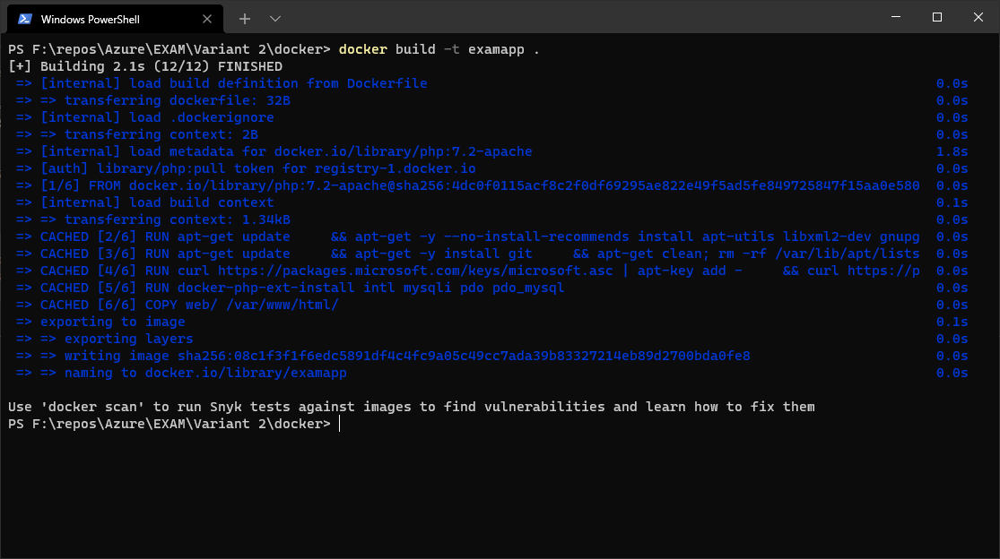 Windows PowerShell
PS F:\repos\Azure\EXAM\Variant 2\docker> docker build -t examapp .
[+] Building 2.1s (12/12) FINISHED
=> [internal] load build definition from Dockerfile 0.0s
=> => transferring dockerfile: 32B 0.0s
=> [internal] load .dockerignore 0.0s
=> => transferring context: 2B 0.0s
=> [internal] load metadata for docker.io/library/php:7.2-apache 1.8s
=> [auth] library/php:pull token for registry-1.docker.io 0.0s
=> [1/6] FROM docker.io/library/php:7.2-apache@sha256:4dc0f0115acf8c2f0df69295ae822e49f5ad5fe849725847f15aa0e580 0.0s
=> [internal] load build context 0.1s
=> => transferring context: 1.34kB 0.0s
=> CACHED [2/6] RUN apt-get update     && apt-get -y --no-install-recommends install apt-utils libxml2-dev gnupg 0.0s
=> CACHED [3/6] RUN apt-get update     && apt-get -y install git     && apt-get clean; rm -rf /var/lib/apt/lists 0.0s
=> CACHED [4/6] RUN curl https://packages.microsoft.com/keys/microsoft.asc | apt-key add -     && curl https://p 0.0s
=> CACHED [5/6] RUN docker-php-ext-install intl mysqli pdo pdo_mysql 0.0s
=> CACHED [6/6] COPY web/ /var/www/html/ 0.0s
=> exporting to image 0.1s
=> => exporting layers 0.0s
=> => writing image sha256:08c1f3f1f6edc5891df4c4fc9a05c49cc7ada39b83327214eb89d2700bda0fe8 0.0s
=> => naming to docker.io/library/examapp 0.0s
Use 'docker scan' to run Snyk tests against images to find vulnerabilities and learn how to fix them
PS F:\repos\Azure\EXAM\Variant 2\docker>